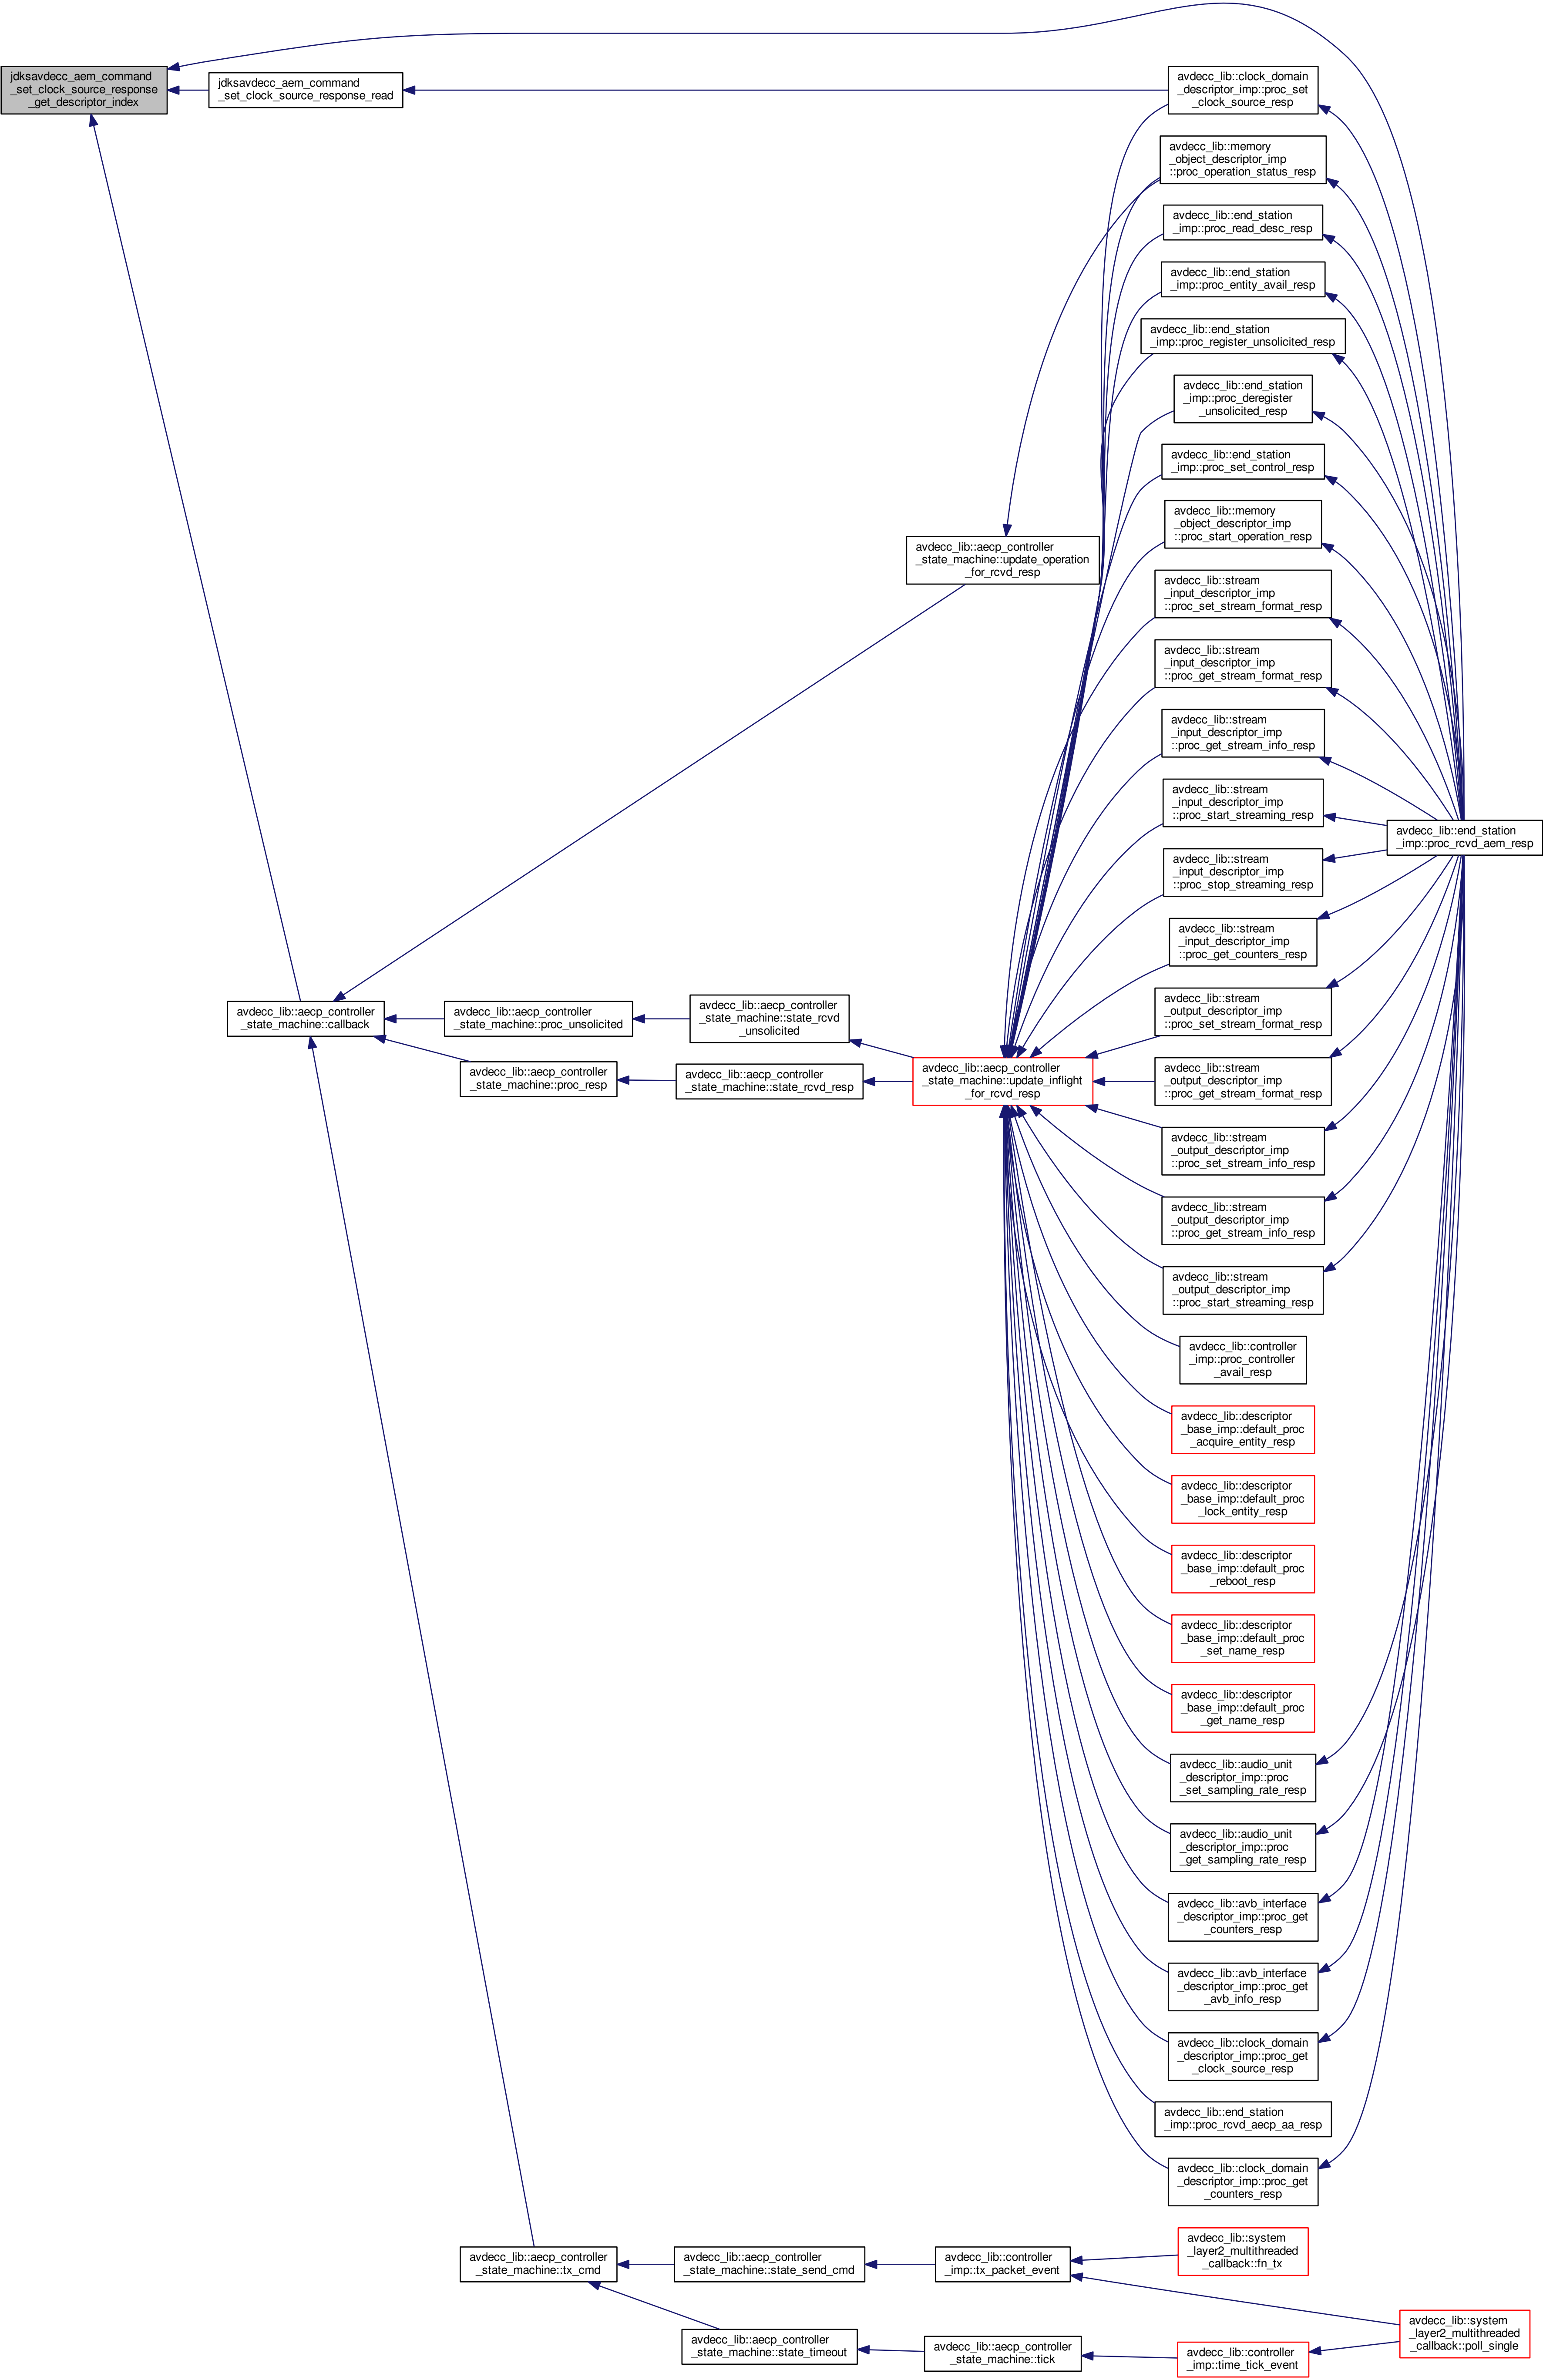 jdksavdecc_aem_command
_set_clock_source_response
_get_descriptor_index
jdksavdecc_aem_command
_set_clock_source_response_read
avdecc_lib::clock_domain
_descriptor_imp::proc_set
_clock_source_resp
avdecc_lib::memory
_object_descriptor_imp
::proc_operation_status_resp
avdecc_lib::end_station
_imp::proc_read_desc_resp
avdecc_lib::end_station
_imp::proc_entity_avail_resp
avdecc_lib::end_station
_imp::proc_register_unsolicited_resp
avdecc_lib::end_station
_imp::proc_deregister
_unsolicited_resp
avdecc_lib::end_station
_imp::proc_set_control_resp
avdecc_lib::memory
_object_descriptor_imp
::proc_start_operation_resp
avdecc_lib::aecp_controller
_state_machine::update_operation
_for_rcvd_resp
avdecc_lib::stream
_input_descriptor_imp
::proc_set_stream_format_resp
avdecc_lib::stream
_input_descriptor_imp
::proc_get_stream_format_resp
avdecc_lib::stream
_input_descriptor_imp
::proc_get_stream_info_resp
avdecc_lib::stream
_input_descriptor_imp
::proc_start_streaming_resp
avdecc_lib::end_station
_imp::proc_rcvd_aem_resp
avdecc_lib::stream
_input_descriptor_imp
::proc_stop_streaming_resp
avdecc_lib::stream
_input_descriptor_imp
::proc_get_counters_resp
avdecc_lib::aecp_controller
_state_machine::callback
avdecc_lib::aecp_controller
_state_machine::proc_unsolicited
avdecc_lib::aecp_controller
_state_machine::state_rcvd
_unsolicited
avdecc_lib::stream
_output_descriptor_imp
::proc_set_stream_format_resp
avdecc_lib::aecp_controller
_state_machine::proc_resp
avdecc_lib::aecp_controller
_state_machine::state_rcvd_resp
avdecc_lib::aecp_controller
_state_machine::update_inflight
_for_rcvd_resp
avdecc_lib::stream
_output_descriptor_imp
::proc_get_stream_format_resp
avdecc_lib::stream
_output_descriptor_imp
::proc_set_stream_info_resp
avdecc_lib::stream
_output_descriptor_imp
::proc_get_stream_info_resp
avdecc_lib::stream
_output_descriptor_imp
::proc_start_streaming_resp
avdecc_lib::controller
_imp::proc_controller
_avail_resp
avdecc_lib::descriptor
_base_imp::default_proc
_acquire_entity_resp
avdecc_lib::descriptor
_base_imp::default_proc
_lock_entity_resp
avdecc_lib::descriptor
_base_imp::default_proc
_reboot_resp
avdecc_lib::descriptor
_base_imp::default_proc
_set_name_resp
avdecc_lib::descriptor
_base_imp::default_proc
_get_name_resp
avdecc_lib::audio_unit
_descriptor_imp::proc
_set_sampling_rate_resp
avdecc_lib::audio_unit
_descriptor_imp::proc
_get_sampling_rate_resp
avdecc_lib::avb_interface
_descriptor_imp::proc_get
_counters_resp
avdecc_lib::avb_interface
_descriptor_imp::proc_get
_avb_info_resp
avdecc_lib::clock_domain
_descriptor_imp::proc_get
_clock_source_resp
avdecc_lib::end_station
_imp::proc_rcvd_aecp_aa_resp
avdecc_lib::clock_domain
_descriptor_imp::proc_get
_counters_resp
avdecc_lib::aecp_controller
_state_machine::tx_cmd
avdecc_lib::aecp_controller
_state_machine::state_send_cmd
avdecc_lib::controller
_imp::tx_packet_event
avdecc_lib::system
_layer2_multithreaded
_callback::fn_tx
avdecc_lib::aecp_controller
_state_machine::state_timeout
avdecc_lib::aecp_controller
_state_machine::tick
avdecc_lib::controller
_imp::time_tick_event
avdecc_lib::system
_layer2_multithreaded
_callback::poll_single